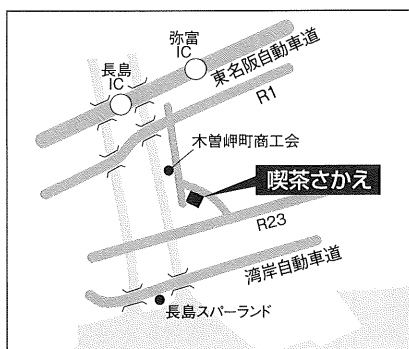 弥富
IC
長島
IC
東名阪自動車道
R1
木曽岬町商工会
喫茶さかえ
R23
湾岸自動車道
長島スパーランド